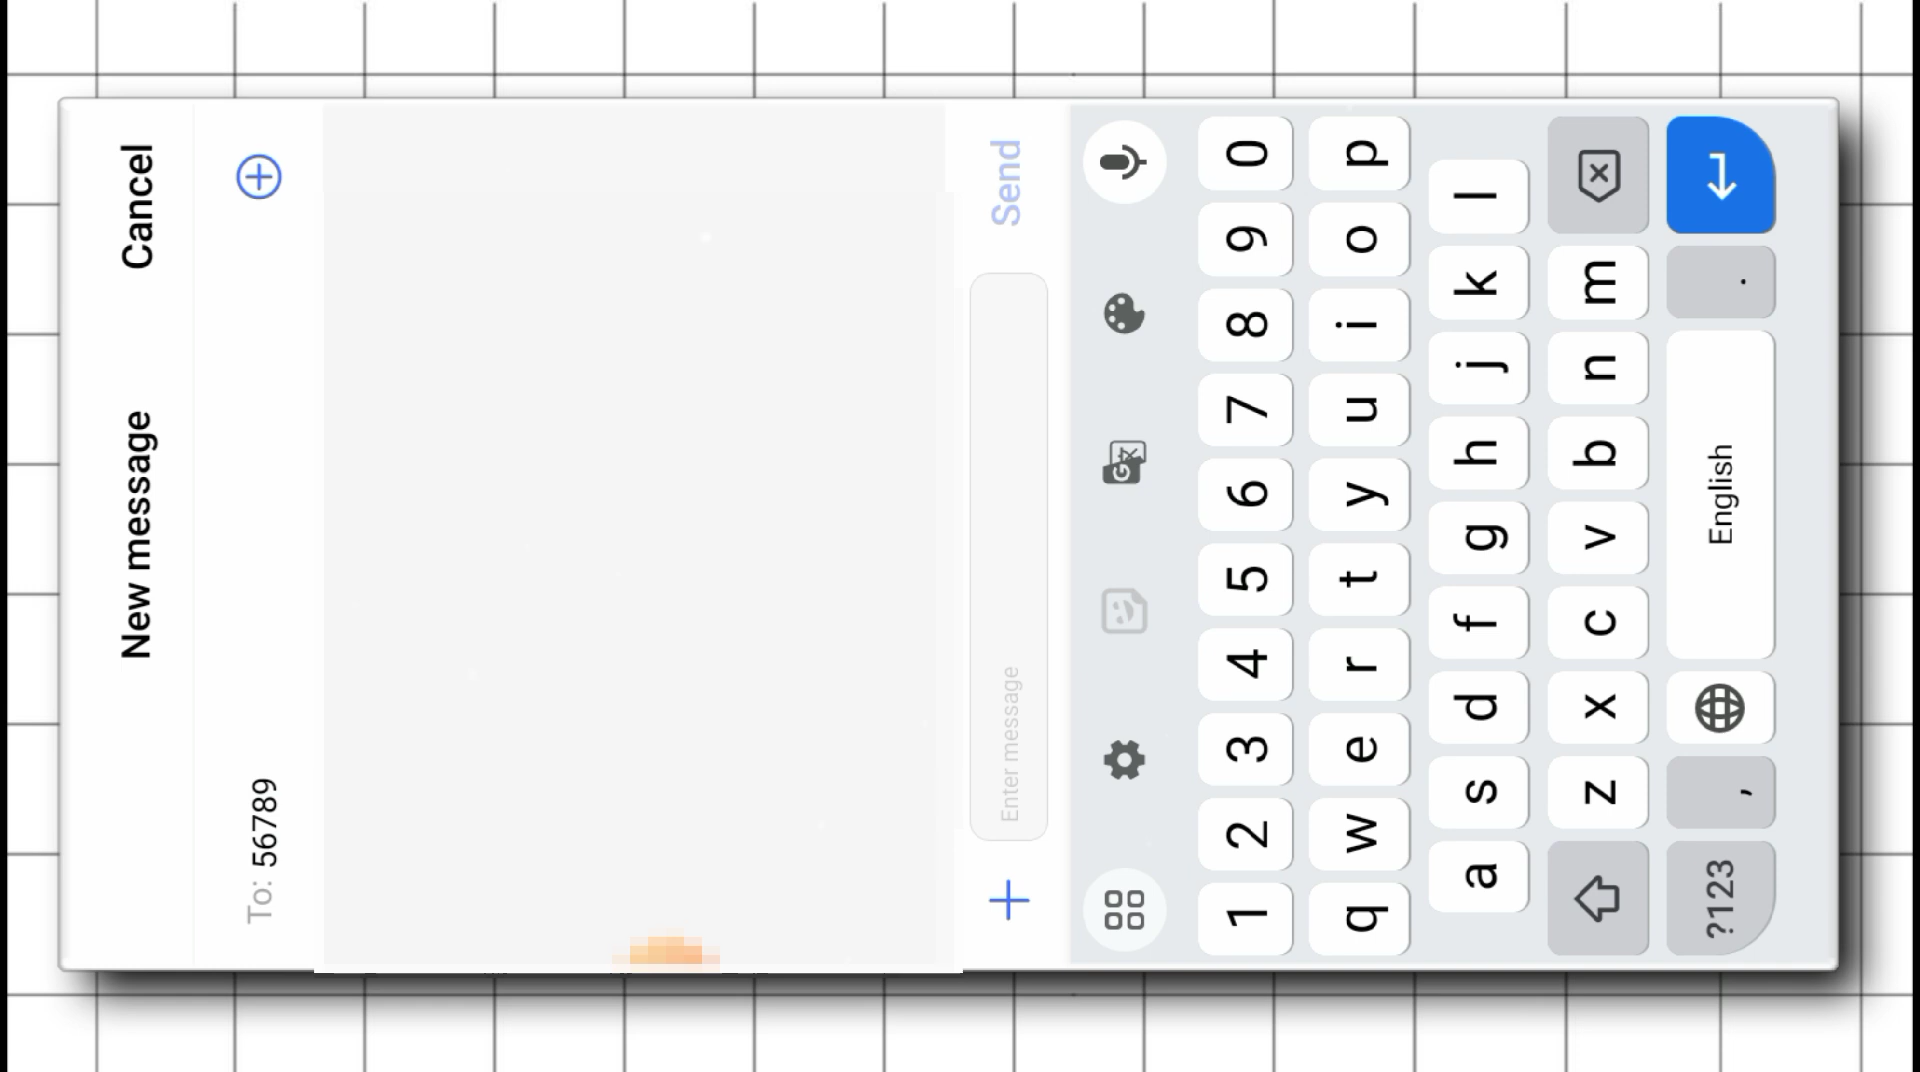 New message
Cancel
To: 56789
Enter message
Send
1 2 3 4 5 6 7 8 9 0
q w e r t y u i o p
a s d f g h j k l
z x c v b n m
?123 , English .